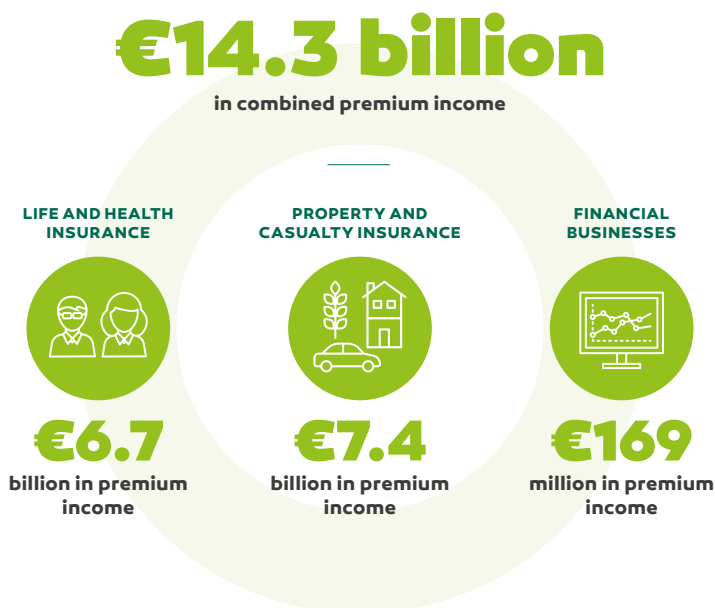 €14.3 billion
in combined premium income
LIFE AND HEALTH
INSURANCE
€6.7
billion in premium
income
PROPERTY AND
CASUALTY INSURANCE
€7.4
billion in premium
income
FINANCIAL
BUSINESSES
€169
million in premium
income